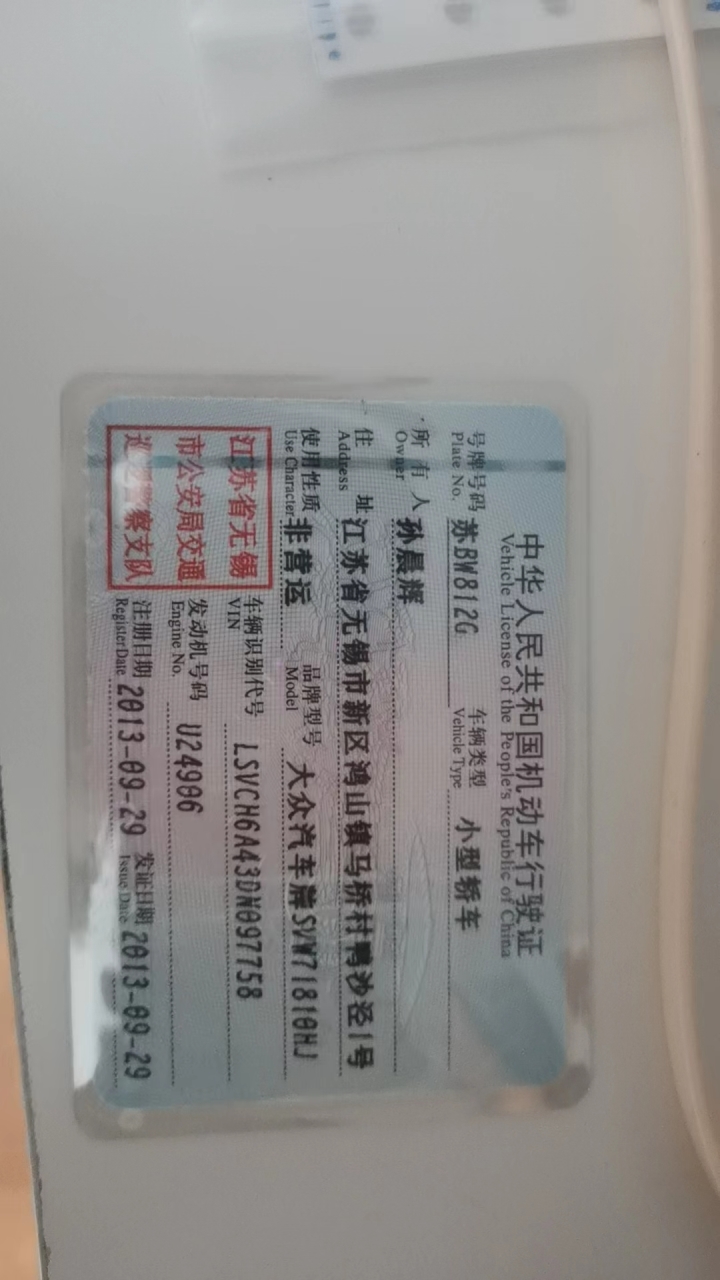 中华人民共和国机动车行驶证
Vehicle License of the People's Republic of China
号牌号码 苏BW812G 车辆类型 小型轿车
Plate No. Vehicle Type
所有人 孙晨辉
Owner
住址 江苏省无锡市新区鸿山镇马桥村鸭沙泾1号
Address
使用性质 非营运 品牌型号 大众汽车牌SVW71810HJ
Use Character Model
江苏省无锡
市公安局交通
巡逻警察支队
车辆识别代号 LSVCH6A43DN097758
VIN
发动机号码 U24906
Engine No.
注册日期 2013-09-29 发证日期 2013-09-29
Register Date Issue Date